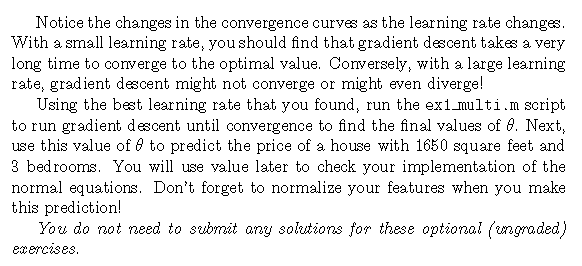 Notice the changes in the convergence curves as the learning rate changes.
With a small learning rate, you should find that gradient descent takes a very
long time to converge to the optimal value. Conversely, with a large learning
rate, gradient descent might not converge or might even diverge!
Using the best learning rate that you found, run the ex1_multi.m script
to run gradient descent until convergence to find the final values of θ. Next,
use this value of θ to predict the price of a house with 1650 square feet and
3 bedrooms. You will use value later to check your implementation of the
normal equations. Don't forget to normalize your features when you make
this prediction!
You do not need to submit any solutions for these optional (ungraded)
exercises.